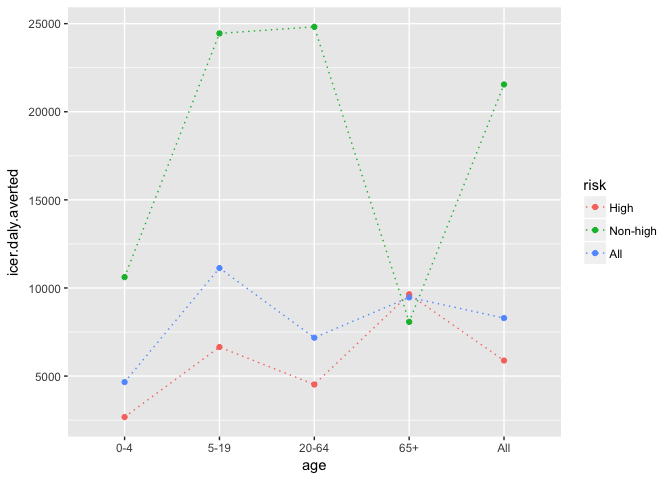 25000
20000
15000
10000
5000
icer.daly.averted
0-4
5-19
20-64
65+
All
age
risk
High
Non-high
All